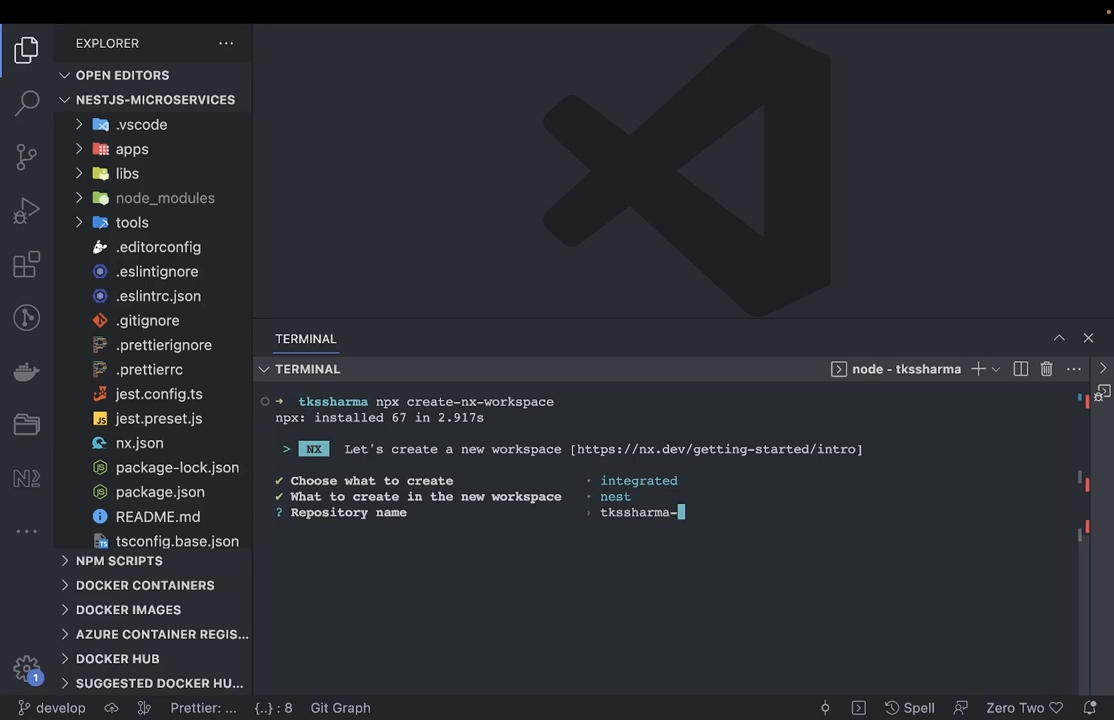 EXPLORER
OPEN EDITORS
NESTJS-MICROSERVICES
.vscode
apps
libs
node_modules
tools
.editorconfig
.eslintignore
.eslintrc.json
.gitignore
.prettierignore
.prettierrc
jest.config.ts
jest.preset.js
nx.json
package-lock.json
package.json
README.md
tsconfig.base.json
NPM SCRIPTS
DOCKER CONTAINERS
DOCKER IMAGES
AZURE CONTAINER REGIS...
DOCKER HUB
SUGGESTED DOCKER HU...
1
TERMINAL
TERMINAL
node - tkssharma
➜ tkssharma npx create-nx-workspace
npx: installed 67 in 2.917s
> NX Let's create a new workspace [https://nx.dev/getting-started/intro]
✔ Choose what to create · integrated
✔ What to create in the new workspace · nest
? Repository name › tkssharma-
develop Prettier: ... {..} : 8 Git Graph Spell Zero Two